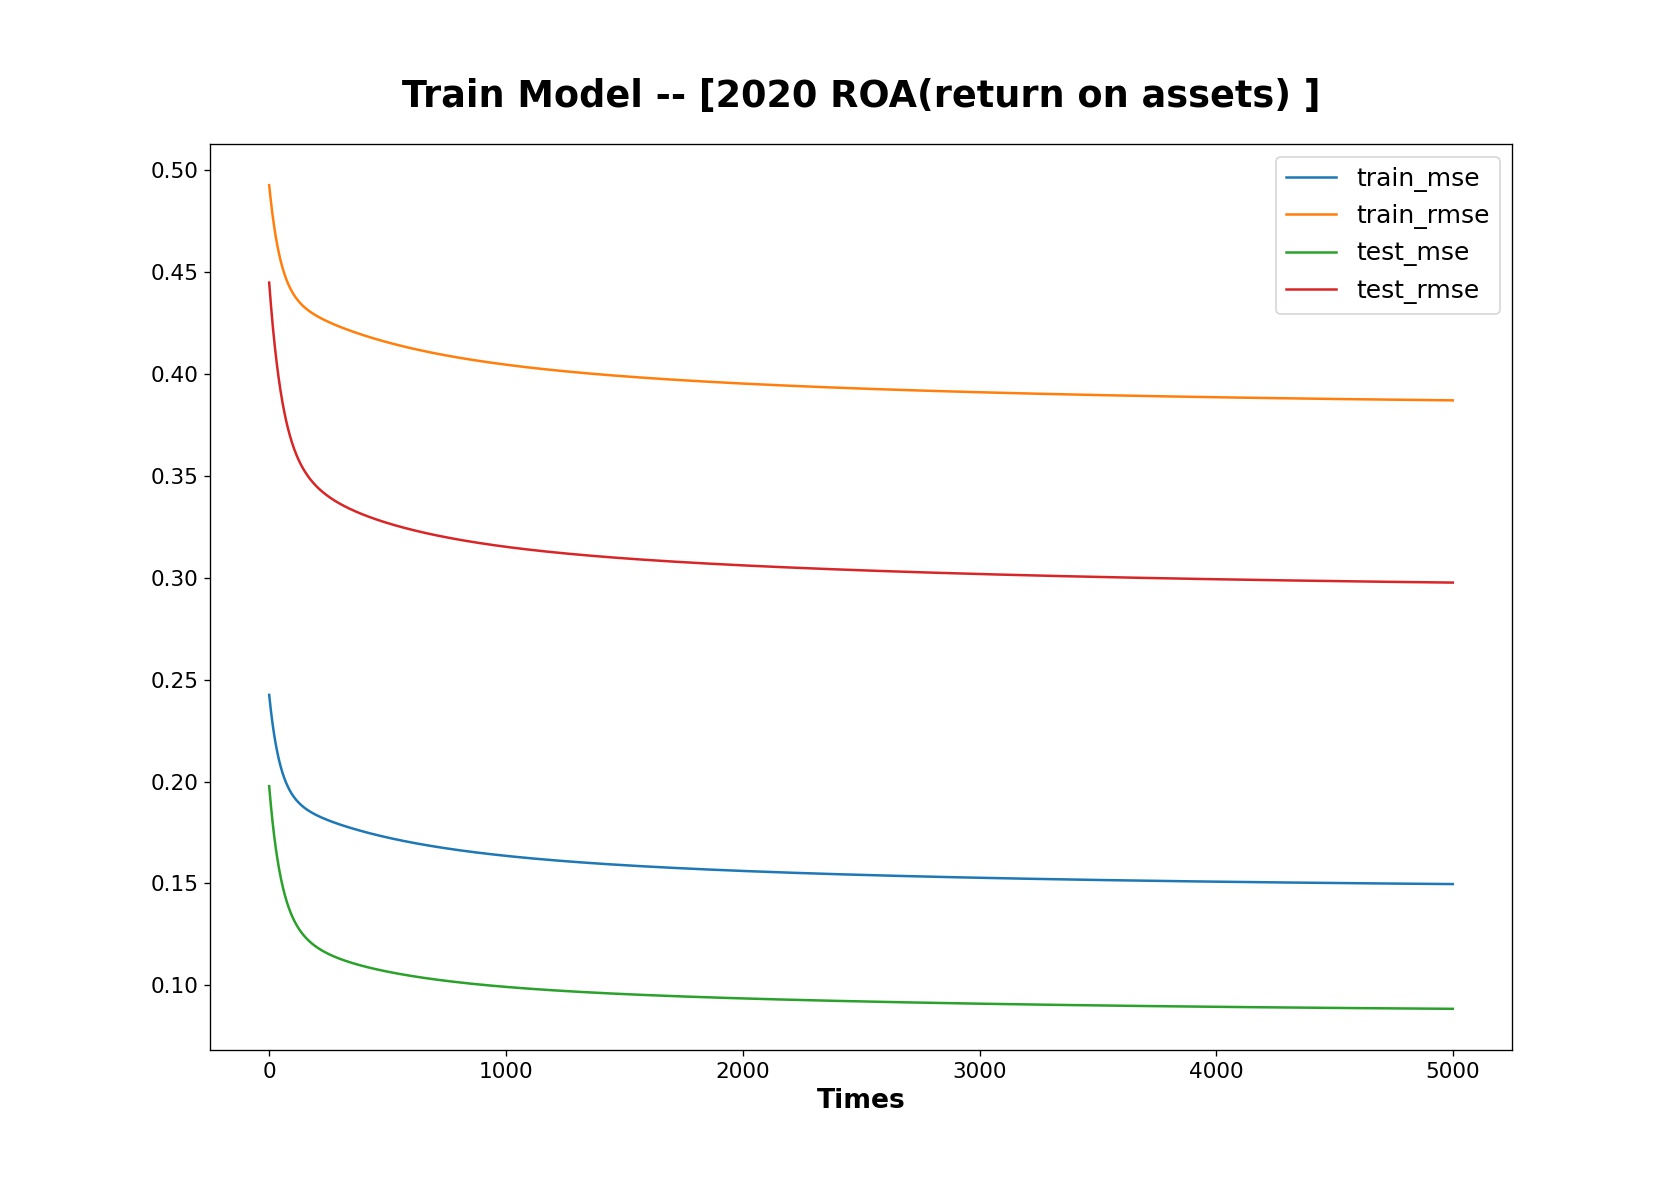 Train Model -- [2020 ROA(return on assets) ]
train_mse
train_rmse
test_mse
test_rmse
0.50
0.45
0.40
0.35
0.30
0.25
0.20
0.15
0.10
0 1000 2000 3000 4000 5000
Times